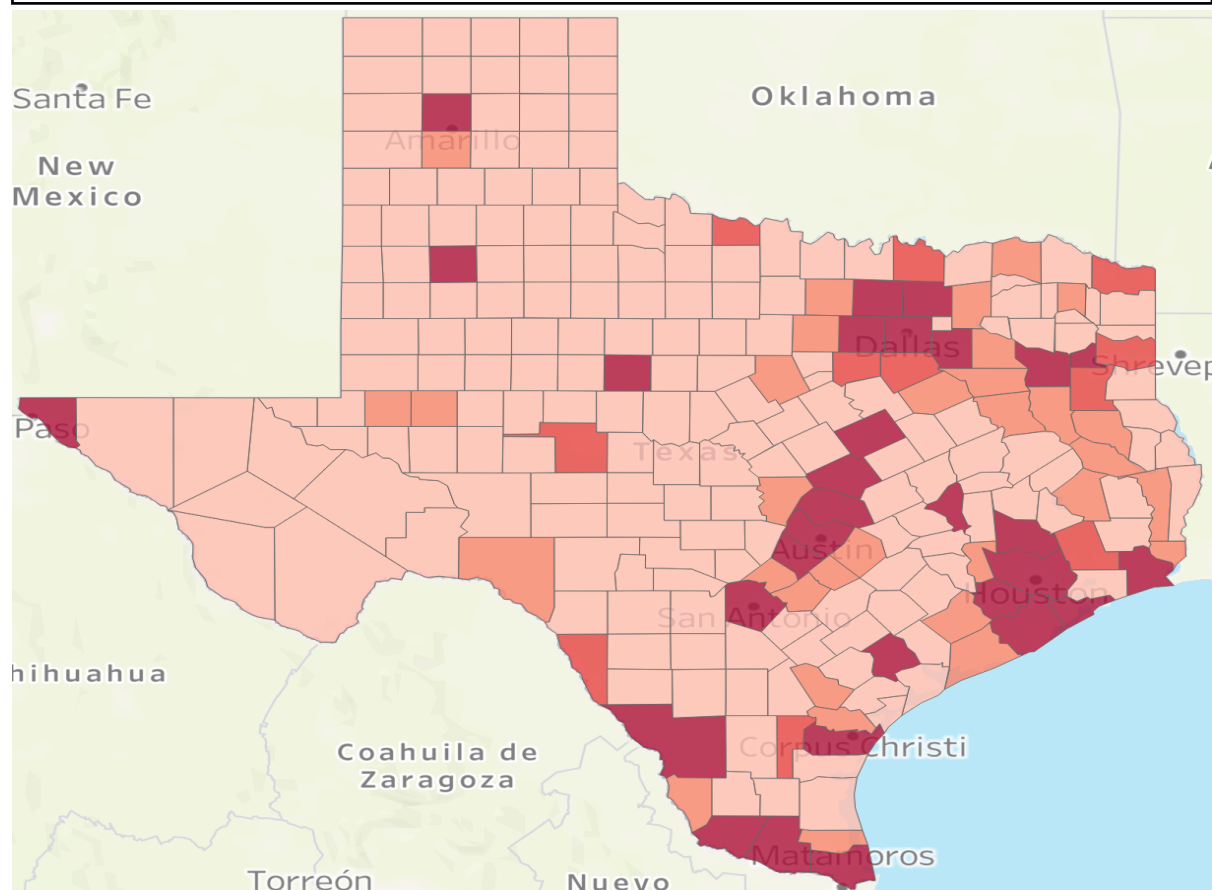 Santa Fe
Oklahoma
Amarillo
New
Mexico
Dallas
Shrevep
Paso
Texas
Austin
Houston
San Antonio
hihuahua
Corpus Christi
Coahuila de
Zaragoza
Matamoros
Torreón
Nuevo